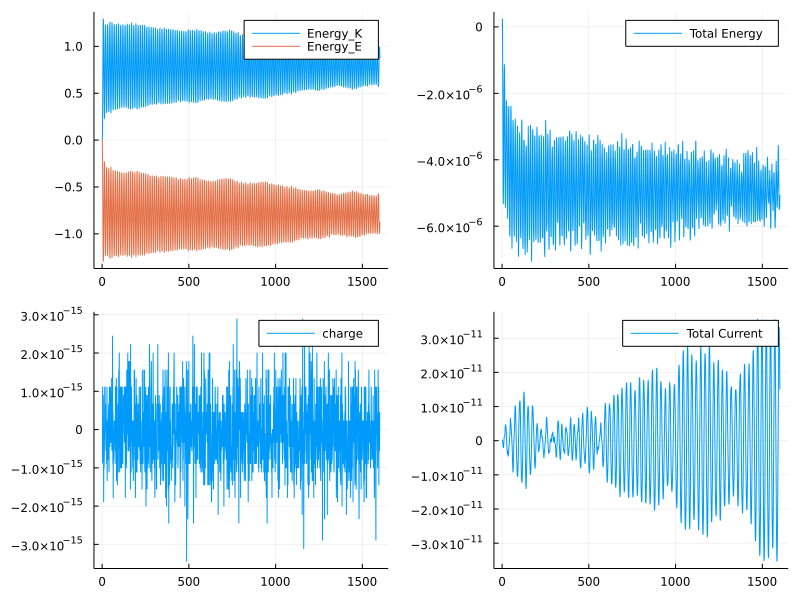 Energy_K
Energy_E
1.0
0.5
0.0
−0.5
−1.0
0 500 1000 1500
Total Energy
0
−2.0×10⁻⁶
−4.0×10⁻⁶
−6.0×10⁻⁶
0 500 1000 1500
charge
3.0×10⁻¹⁵
2.0×10⁻¹⁵
1.0×10⁻¹⁵
0
−1.0×10⁻¹⁵
−2.0×10⁻¹⁵
−3.0×10⁻¹⁵
0 500 1000 1500
Total Current
3.0×10⁻¹¹
2.0×10⁻¹¹
1.0×10⁻¹¹
0
−1.0×10⁻¹¹
−2.0×10⁻¹¹
−3.0×10⁻¹¹
0 500 1000 1500